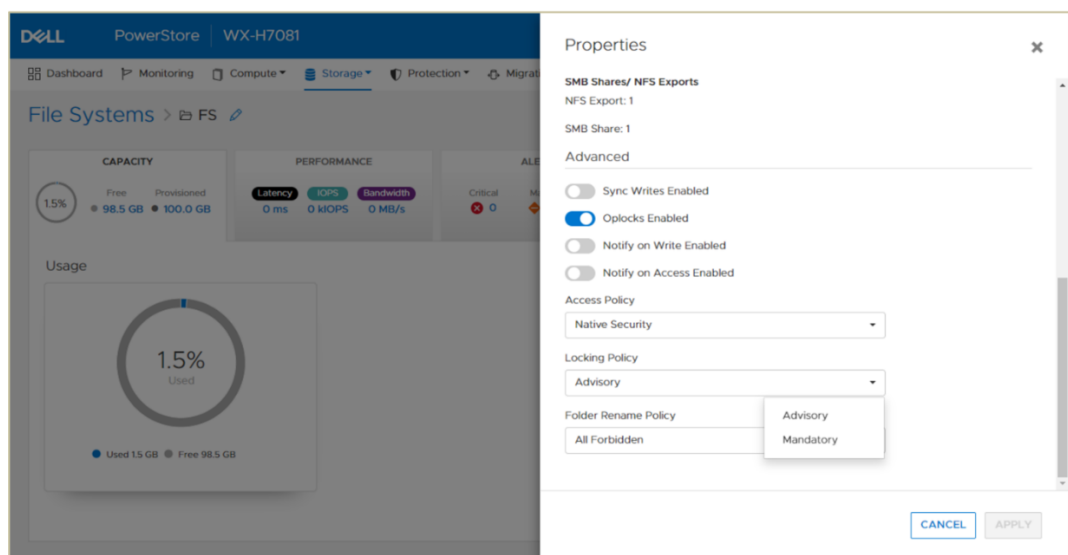 DELL PowerStore WX-H7081
Dashboard Monitoring Compute Storage Protection
File Systems > FS
CAPACITY
1.5%
Free Provisioned
98.5 GB 100.0 GB
PERFORMANCE
Latency IOPS Bandwidth
0 ms 0 kIOPS 0 MB/s
Critical
0
Usage
1.5%
Used
Used 1.5 GB Free 98.5 GB
Properties
SMB Shares/ NFS Exports
NFS Export: 1
SMB Share: 1
Advanced
Sync Writes Enabled
Oplocks Enabled
Notify on Write Enabled
Notify on Access Enabled
Access Policy
Native Security
Locking Policy
Advisory
Advisory
Mandatory
Folder Rename Policy
All Forbidden
CANCEL APPLY